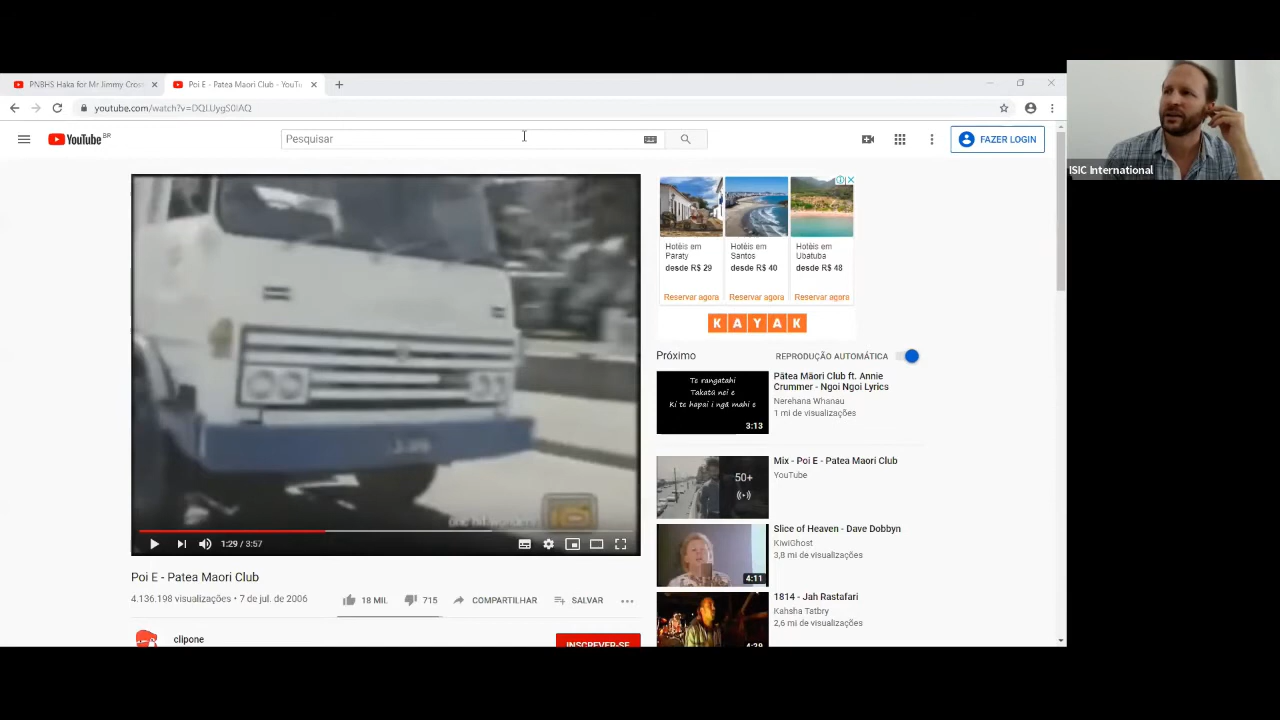 PNBHS Haka for Mr Jimmy Cross
Poi E - Patea Maori Club - YouTu
youtube.com/watch?v=
YouTube BR
Pesquisar
FAZER LOGIN
ISIC International
Hotéis em Paraty
desde R$ 29
Reservar agora
Hotéis em Santos
desde R$ 40
Reservar agora
Hotéis em Ubatuba
desde R$ 48
Reservar agora
KAYAK
one hit wonders
1:29 / 3:57
Poi E - Patea Maori Club
4.136.198 visualizações • 7 de jul. de 2006
18 MIL
715
COMPARTILHAR
SALVAR
clipone
INSCREVER-SE
Próximo
REPRODUÇÃO AUTOMÁTICA
Te rangatahi
Takatū nei e
Ki te hapai i ngā mahi e
3:13
Pātea Māori Club ft. Annie
Crummer - Ngoi Ngoi Lyrics
Nerehana Whanau
1 mi de visualizações
50+
Mix - Poi E - Patea Maori Club
YouTube
4:11
Slice of Heaven - Dave Dobbyn
KiwiGhost
3,8 mi de visualizações
1814 - Jah Rastafari
Kahsha Tatbry
2,6 mi de visualizações